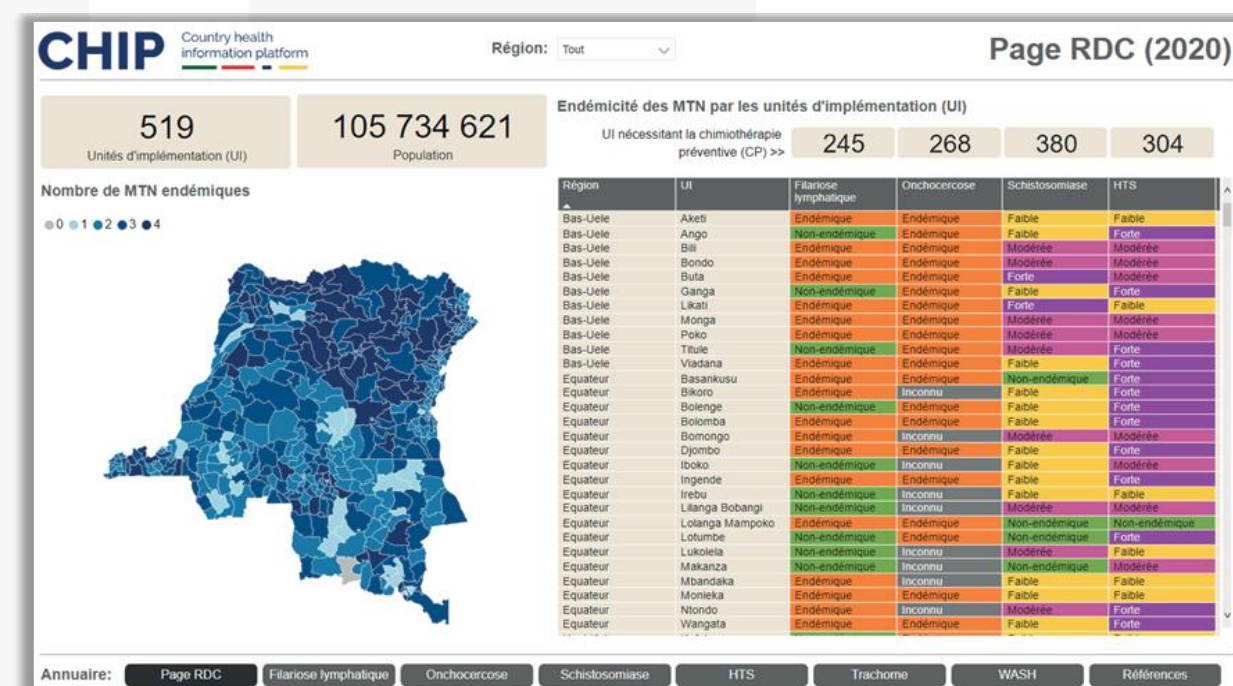 CHIP
Country health
information platform
Région: Tout
Page RDC (2020)
519
Unités d'implémentation (UI)
105 734 621
Population
Nombre de MTN endémiques
0 1 2 3 4
Endémicité des MTN par les unités d'implémentation (UI)
UI nécessitant la chimiothérapie
préventive (CP) >>
245 268 380 304
Région UI Filariose lymphatique Onchocercose Schistosomiase HTS
Bas-Uele Aketi Endémique Endémique Faible Faible
Bas-Uele Ango Non-endémique Endémique Faible Forte
Bas-Uele Bili Endémique Endémique Modérée Modérée
Bas-Uele Bondo Endémique Endémique Modérée Modérée
Bas-Uele Buta Endémique Endémique Forte Modérée
Bas-Uele Ganga Non-endémique Endémique Faible Forte
Bas-Uele Likati Endémique Endémique Forte Faible
Bas-Uele Monga Endémique Endémique Modérée Modérée
Bas-Uele Poko Endémique Endémique Modérée Modérée
Bas-Uele Titule Non-endémique Endémique Modérée Forte
Bas-Uele Viadana Endémique Endémique Faible Forte
Equateur Basankusu Endémique Endémique Non-endémique Forte
Equateur Bikoro Endémique Inconnu Faible Forte
Equateur Bolenge Non-endémique Endémique Faible Forte
Equateur Bolomba Endémique Endémique Faible Forte
Equateur Bomongo Endémique Inconnu Modérée Modérée
Equateur Djombo Endémique Endémique Faible Forte
Equateur Iboko Non-endémique Inconnu Faible Modérée
Equateur Ingende Endémique Endémique Faible Forte
Equateur Irebu Non-endémique Inconnu Faible Faible
Equateur Lilanga Bobangi Non-endémique Inconnu Modérée Modérée
Equateur Lolanga Mampoko Endémique Endémique Non-endémique Non-endémique
Equateur Lotumbe Non-endémique Endémique Non-endémique Forte
Equateur Lukolela Non-endémique Inconnu Modérée Faible
Equateur Makanza Non-endémique Inconnu Non-endémique Modérée
Equateur Mbandaka Endémique Inconnu Faible Faible
Equateur Monieka Endémique Endémique Faible Faible
Equateur Ntondo Endémique Inconnu Modérée Forte
Equateur Wangata Endémique Endémique Faible Forte
Annuaire: Page RDC Filariose lymphatique Onchocercose Schistosomiase HTS Trachome WASH Références